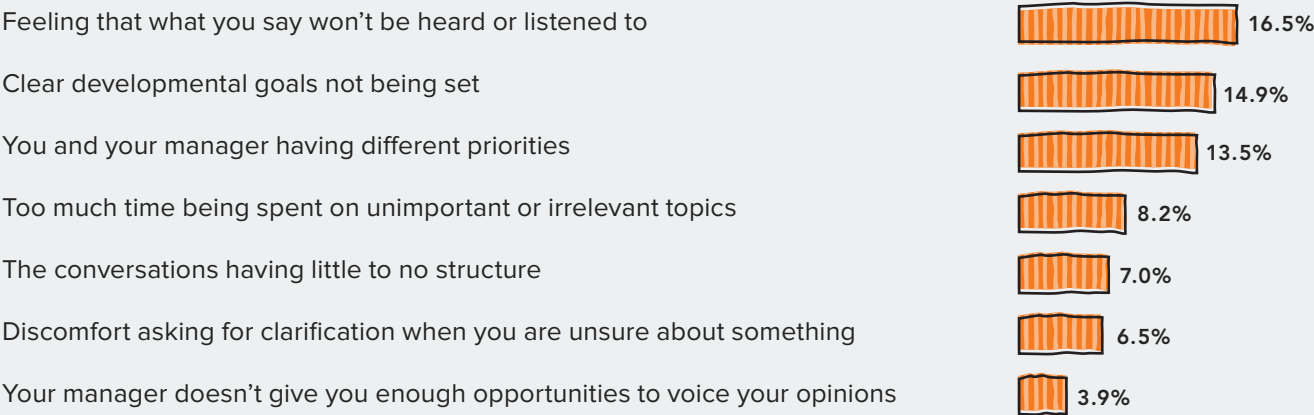 Feeling that what you say won’t be heard or listened to 16.5%
Clear developmental goals not being set 14.9%
You and your manager having different priorities 13.5%
Too much time being spent on unimportant or irrelevant topics 8.2%
The conversations having little to no structure 7.0%
Discomfort asking for clarification when you are unsure about something 6.5%
Your manager doesn’t give you enough opportunities to voice your opinions 3.9%